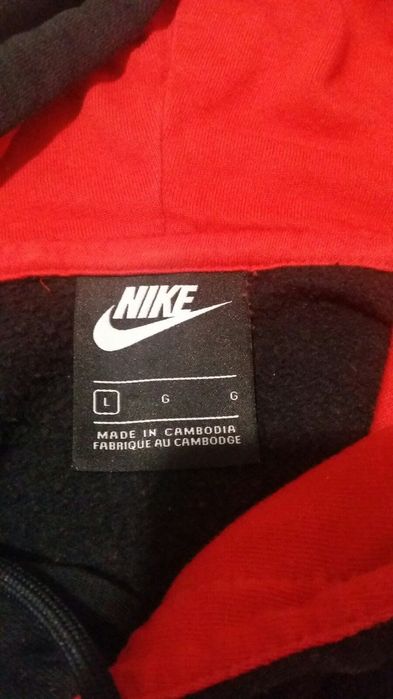 NIKE
L G G
MADE IN CAMBODIA
FABRIQUE AU CAMBODGE